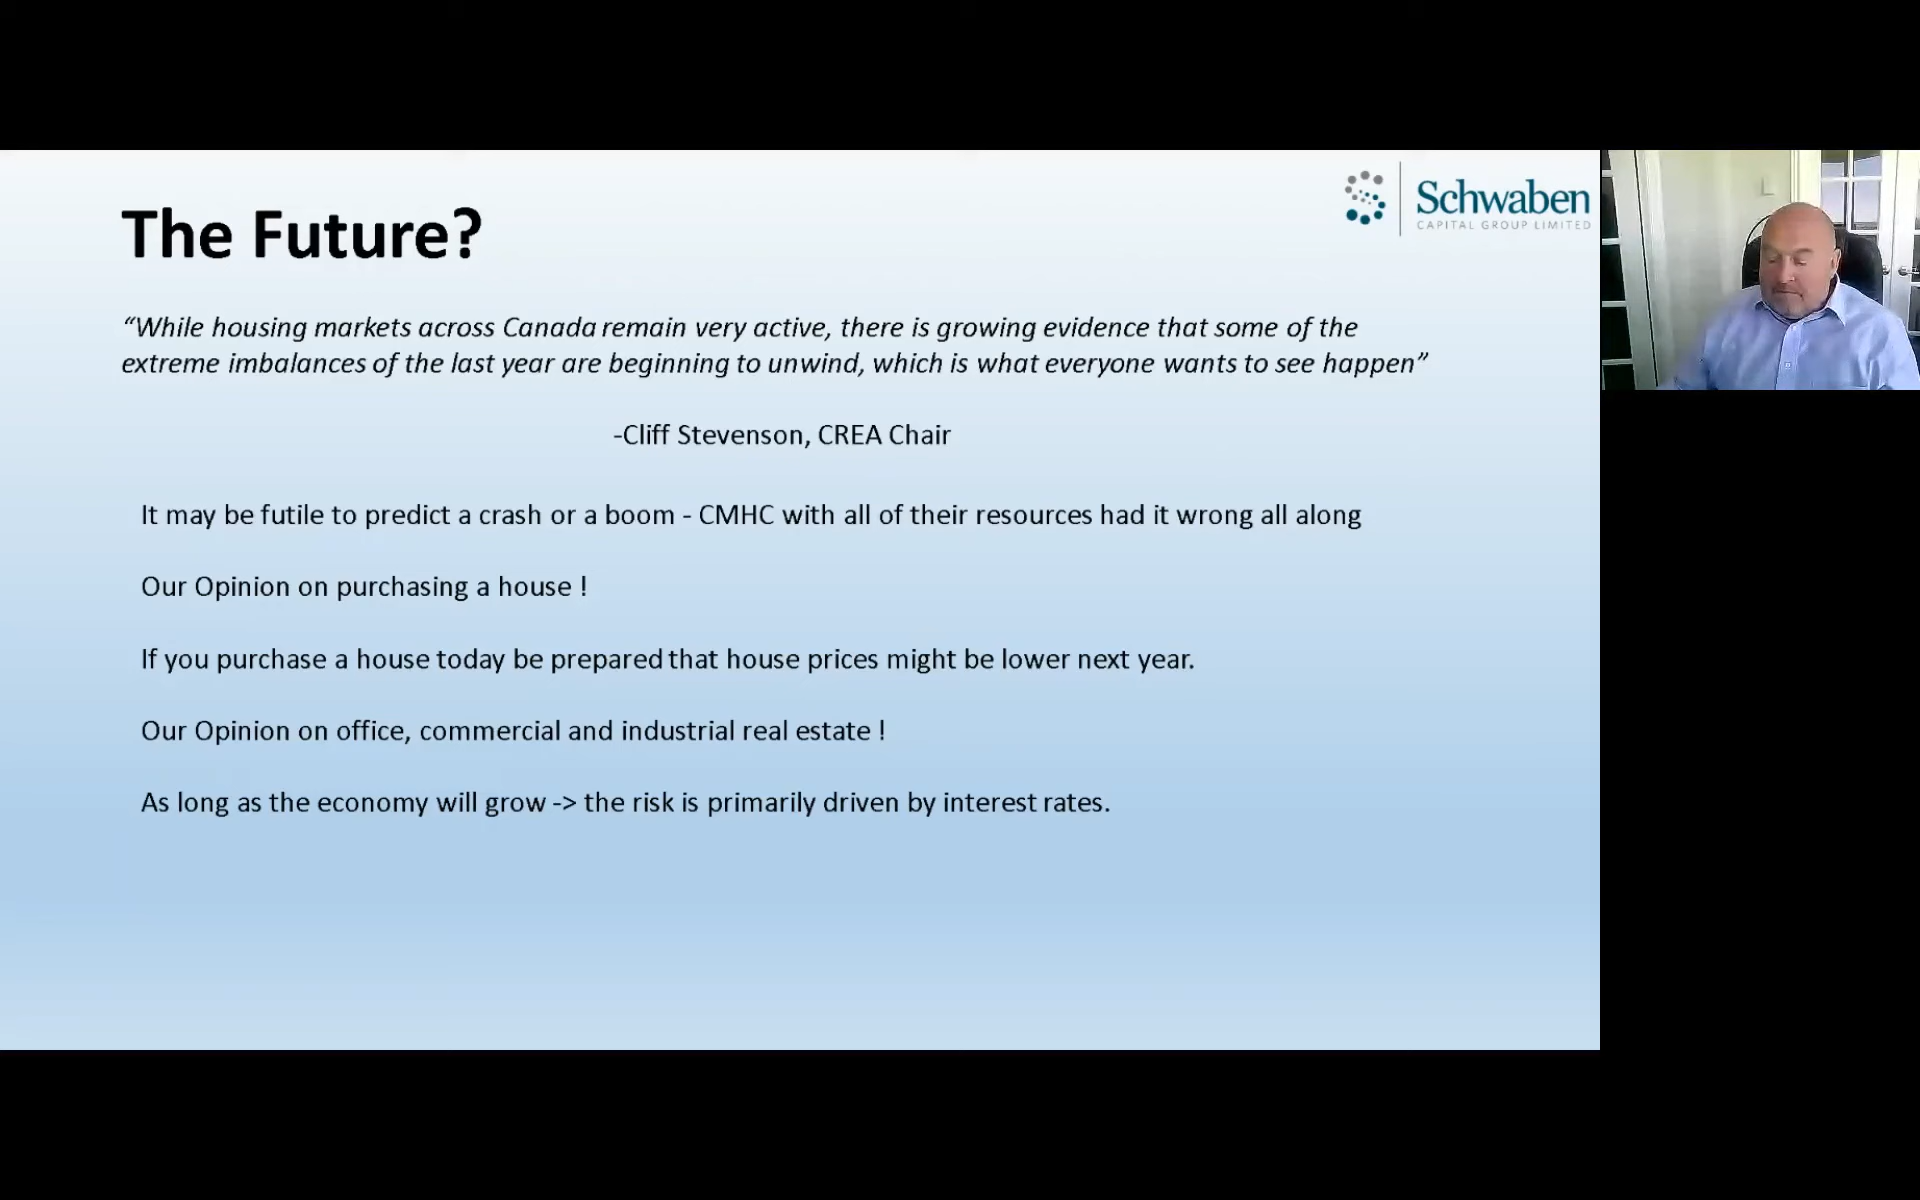 Schwaben
CAPITAL GROUP LIMITED
The Future?
“While housing markets across Canada remain very active, there is growing evidence that some of the
extreme imbalances of the last year are beginning to unwind, which is what everyone wants to see happen”
-Cliff Stevenson, CREA Chair
It may be futile to predict a crash or a boom - CMHC with all of their resources had it wrong all along
Our Opinion on purchasing a house !
If you purchase a house today be prepared that house prices might be lower next year.
Our Opinion on office, commercial and industrial real estate !
As long as the economy will grow -> the risk is primarily driven by interest rates.